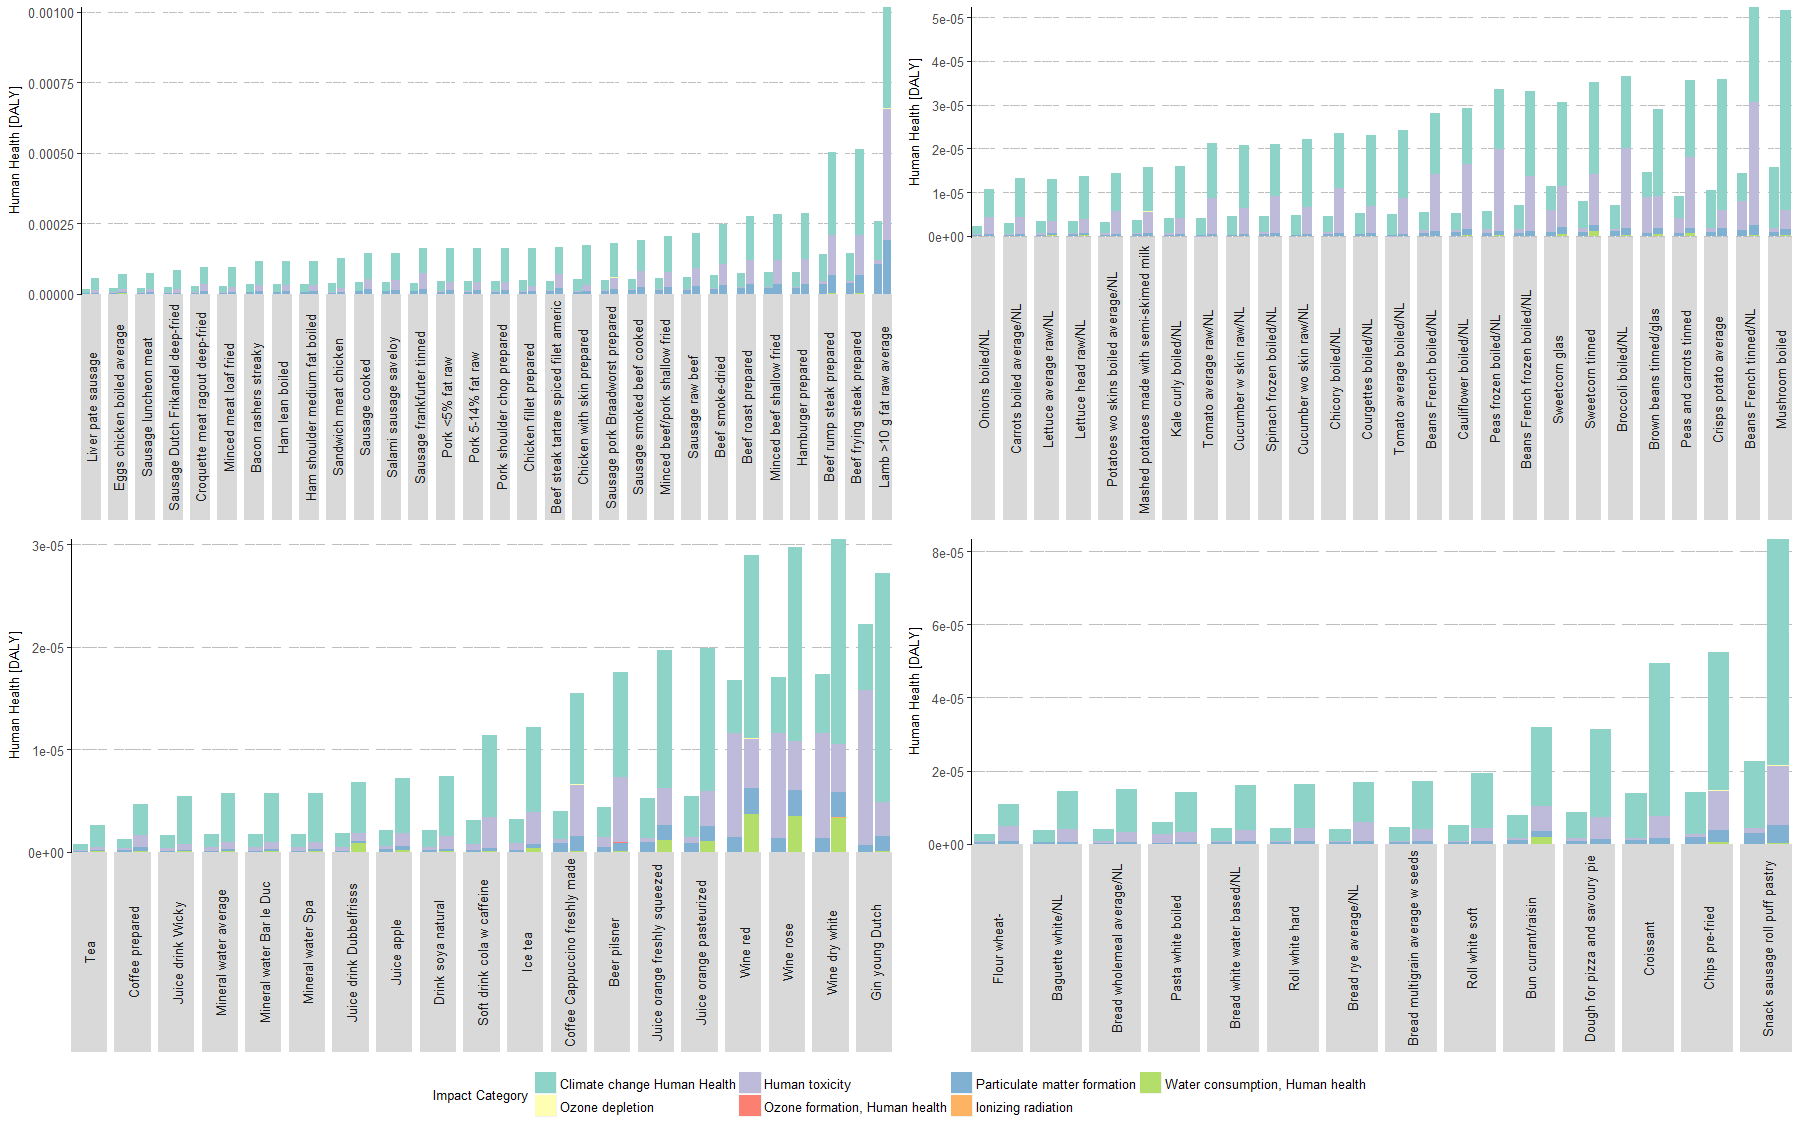 Human Health [DALY]
0.00100
0.00075
0.00050
0.00025
0.00000
Liver pate sausage
Eggs chicken boiled average
Sausage luncheon meat
Sausage Dutch Frikandel deep-fried
Croquette meat ragout deep-fried
Minced meat loaf fried
Bacon rashers streaky
Ham lean boiled
Ham shoulder medium fat boiled
Sandwich meat chicken
Sausage cooked
Salami sausage saveloy
Sausage frankfurter tinned
Pork <5% fat raw
Pork 5-14% fat raw
Pork shoulder chop prepared
Chicken fillet prepared
Beef steak tartare spiced filet americ
Chicken with skin prepared
Sausage pork Braadworst prepared
Sausage smoked beef cooked
Minced beef/pork shallow fried
Sausage raw beef
Beef smoke-dried
Beef roast prepared
Minced beef shallow fried
Hamburger prepared
Beef rump steak prepared
Beef frying steak prepared
Lamb >10 g fat raw average
Human Health [DALY]
5e-05
4e-05
3e-05
2e-05
1e-05
0e+00
Onions boiled/NL
Carrots boiled average/NL
Lettuce average raw/NL
Lettuce head raw/NL
Potatoes wo skins boiled average/NL
Mashed potatoes made with semi-skimed milk
Kale curly boiled/NL
Tomato average raw/NL
Cucumber w skin raw/NL
Spinach frozen boiled/NL
Cucumber wo skin raw/NL
Chicory boiled/NL
Courgettes boiled/NL
Tomato average boiled/NL
Beans French boiled/NL
Cauliflower boiled/NL
Peas frozen boiled/NL
Beans French frozen boiled/NL
Sweetcorn glas
Sweetcorn tinned
Broccoli boiled/NL
Brown beans tinned/glas
Peas and carrots tinned
Crisps potato average
Beans French tinned/NL
Mushroom boiled
Human Health [DALY]
3e-05
2e-05
1e-05
0e+00
Tea
Coffee prepared
Juice drink Wicky
Mineral water average
Mineral water Bar le Duc
Mineral water Spa
Juice drink Dubbelfrisss
Juice apple
Drink soya natural
Soft drink cola w caffeine
Ice tea
Coffee Cappuccino freshly made
Beer pilsner
Juice orange freshly squeezed
Juice orange pasteurized
Wine red
Wine rose
Wine dry white
Gin young Dutch
Human Health [DALY]
8e-05
6e-05
4e-05
2e-05
0e+00
Flour wheat-
Baguette white/NL
Bread wholemeal average/NL
Pasta white boiled
Bread white water based/NL
Roll white hard
Bread rye average/NL
Bread multigrain average w seeds
Roll white soft
Bun currant/raisin
Dough for pizza and savoury pie
Croissant
Chips pre-fried
Snack sausage roll puff pastry
Impact Category
Climate change Human Health
Human toxicity
Particulate matter formation
Water consumption, Human health
Ozone depletion
Ozone formation, Human health
Ionizing radiation